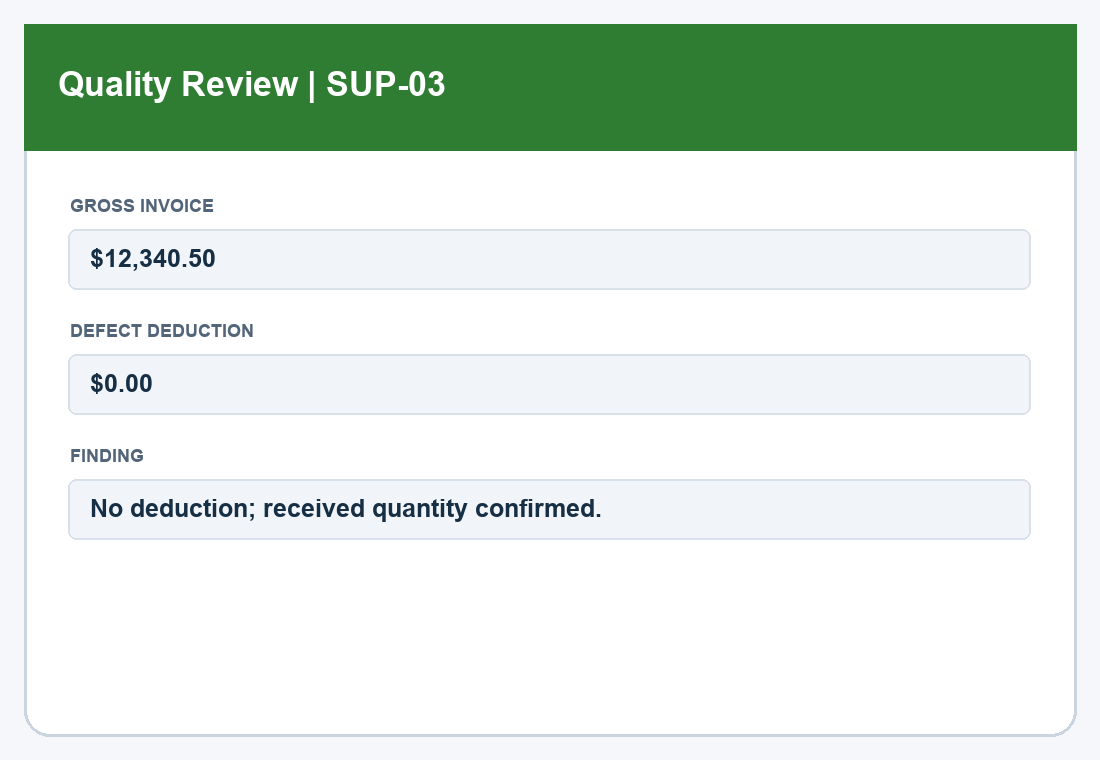 Quality Review | SUP-03
GROSS INVOICE
$12,340.50
DEFECT DEDUCTION
$0.00
FINDING
No deduction; received quantity confirmed.